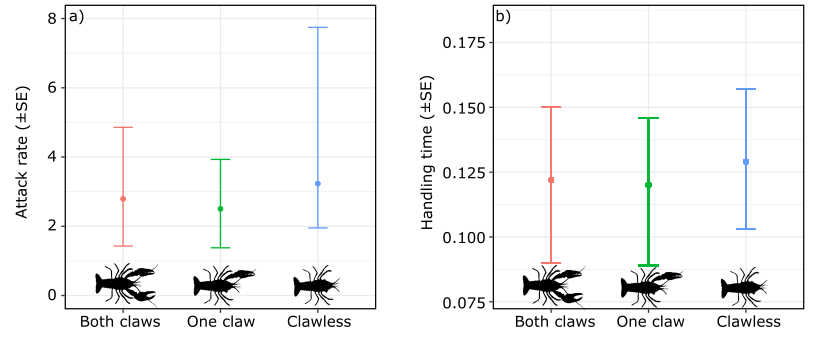 a)
Attack rate (±SE)
8
6
4
2
0
Both claws
One claw
Clawless
b)
Handling time (±SE)
0.175
0.150
0.125
0.100
0.075
Both claws
One claw
Clawless